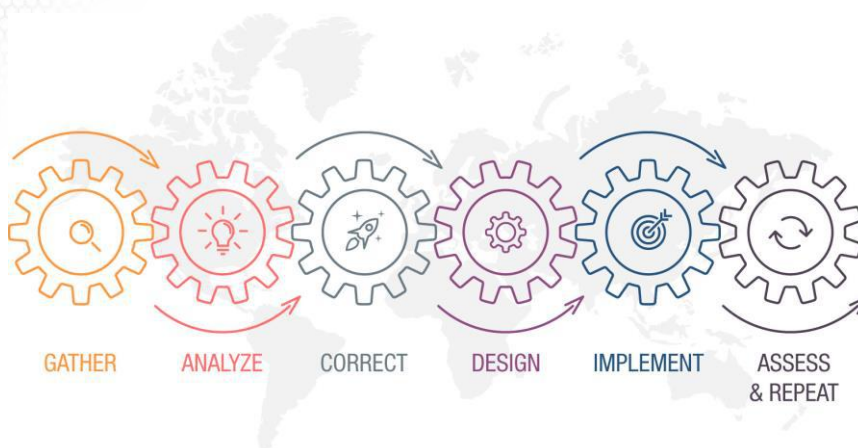 GATHER
ANALYZE
CORRECT
DESIGN
IMPLEMENT
ASSESS
& REPEAT